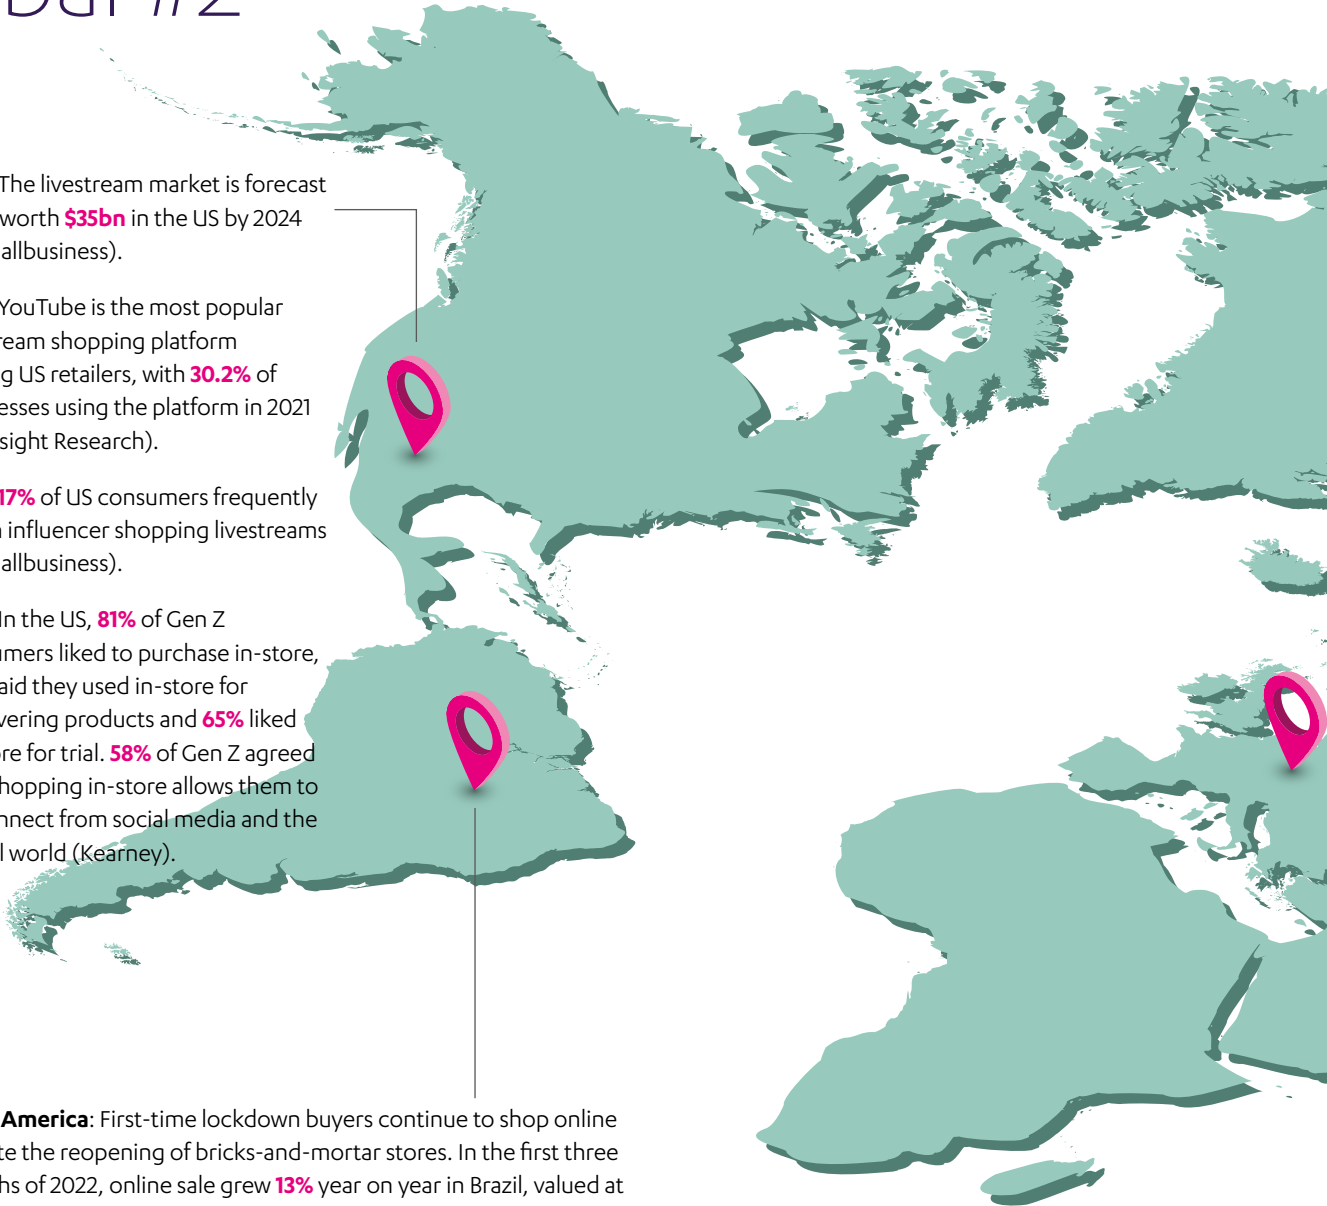 #2
The livestream market is forecast
worth $35bn in the US by 2024
allbusiness).
YouTube is the most popular
ream shopping platform
g US retailers, with 30.2% of
esses using the platform in 2021
sight Research).
17% of US consumers frequently
influencer shopping livestreams
allbusiness).
In the US, 81% of Gen Z
umers liked to purchase in-store,
aid they used in-store for
vering products and 65% liked
re for trial. 58% of Gen Z agreed
hopping in-store allows them to
nnect from social media and the
l world (Kearney).
America: First-time lockdown buyers continue to shop online
te the reopening of bricks-and-mortar stores. In the first three
hs of 2022, online sale grew 13% year on year in Brazil, valued at